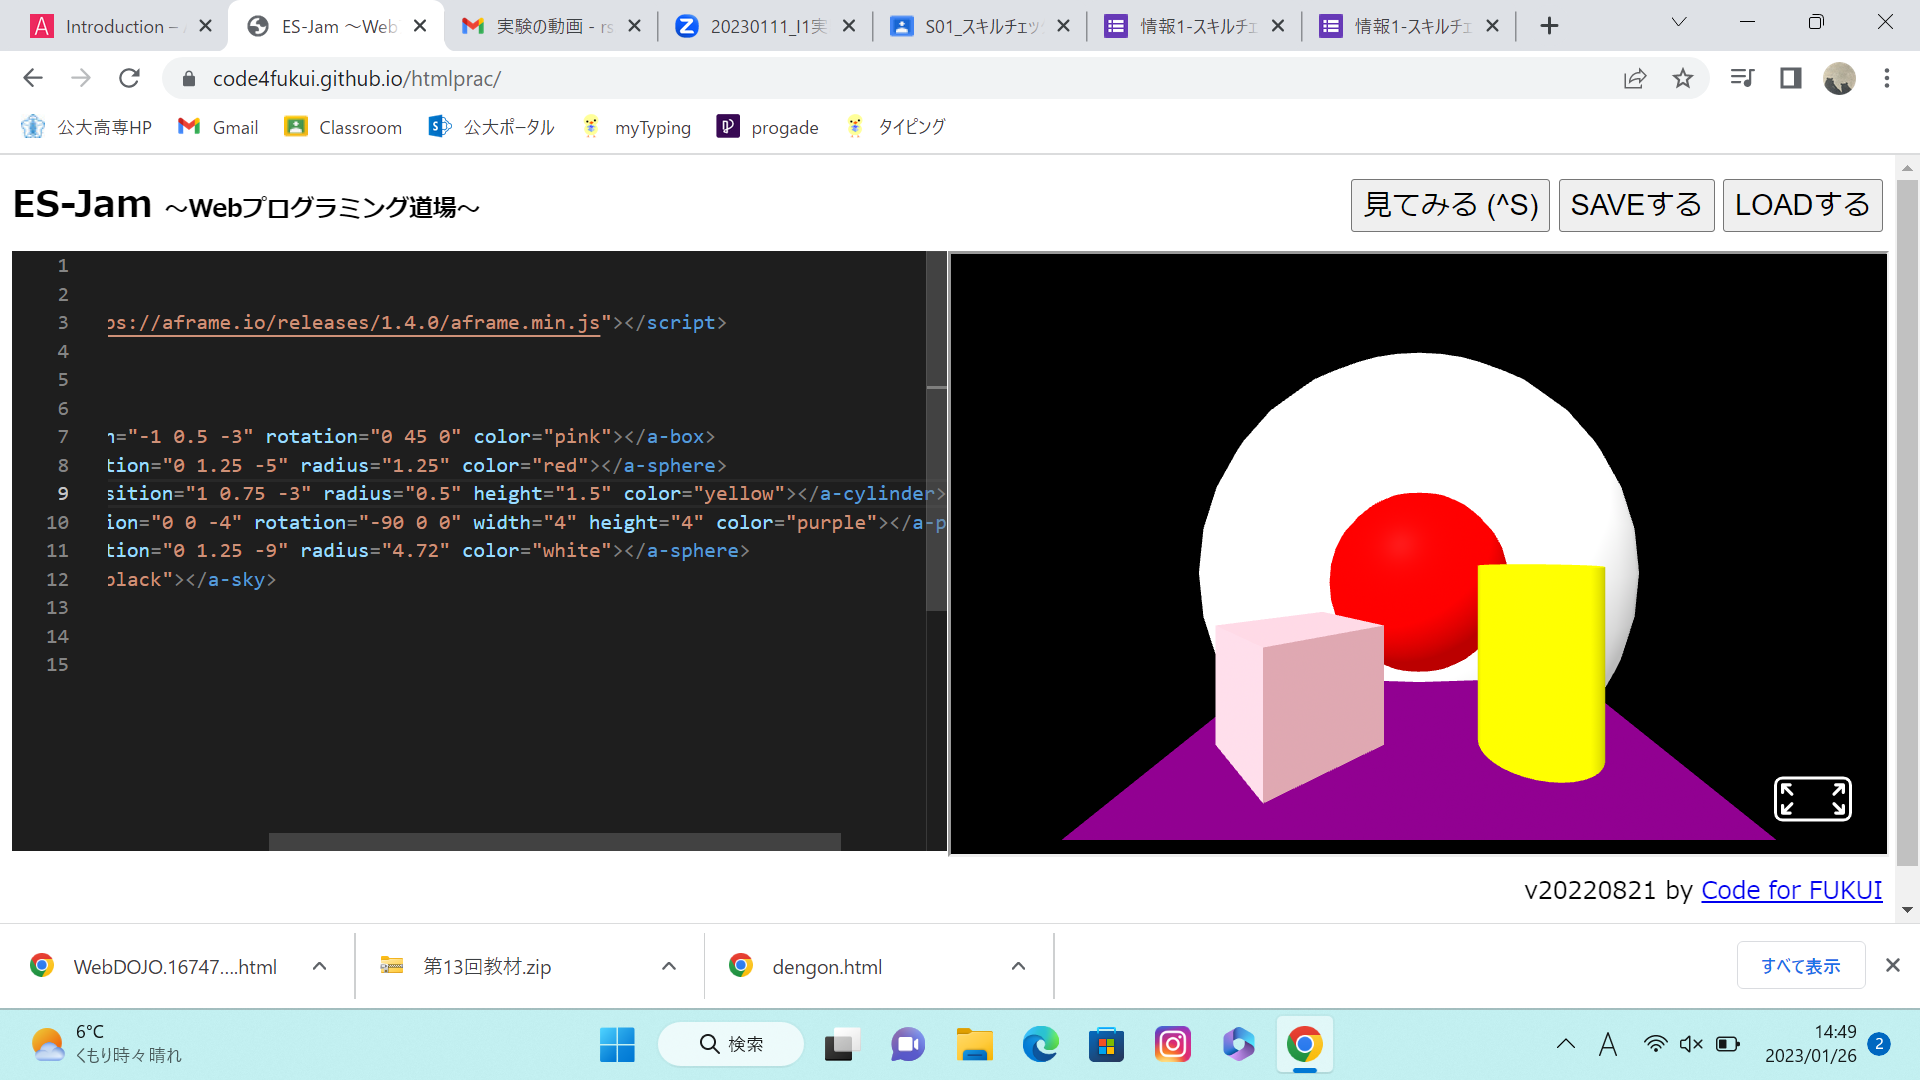 Introduction –
ES-Jam ～Web
実験の動画 - rs
20230111_I1実
S01_スキルチェッ
情報1-スキルチェ
情報1-スキルチェ
code4fukui.github.io/htmlprac/
公大高専HP
Gmail
Classroom
公大ポータル
myTyping
progade
タイピング
ES-Jam ～Webプログラミング道場～
見てみる (^S)
SAVEする
LOADする
1
2
3 ps://aframe.io/releases/1.4.0/aframe.min.js"></script>
4
5
6
7 n="-1 0.5 -3" rotation="0 45 0" color="pink"></a-box>
8 tion="0 1.25 -5" radius="1.25" color="red"></a-sphere>
9 sition="1 0.75 -3" radius="0.5" height="1.5" color="yellow"></a-cylinder>
10 ion="0 0 -4" rotation="-90 0 0" width="4" height="4" color="purple"></a-p
11 tion="0 1.25 -9" radius="4.72" color="white"></a-sphere>
12 black"></a-sky>
13
14
15
v20220821 by Code for FUKUI
WebDOJO.16747....html
第13回教材.zip
dengon.html
すべて表示
6°C
くもり時々晴れ
検索
A
14:49
2023/01/26
2